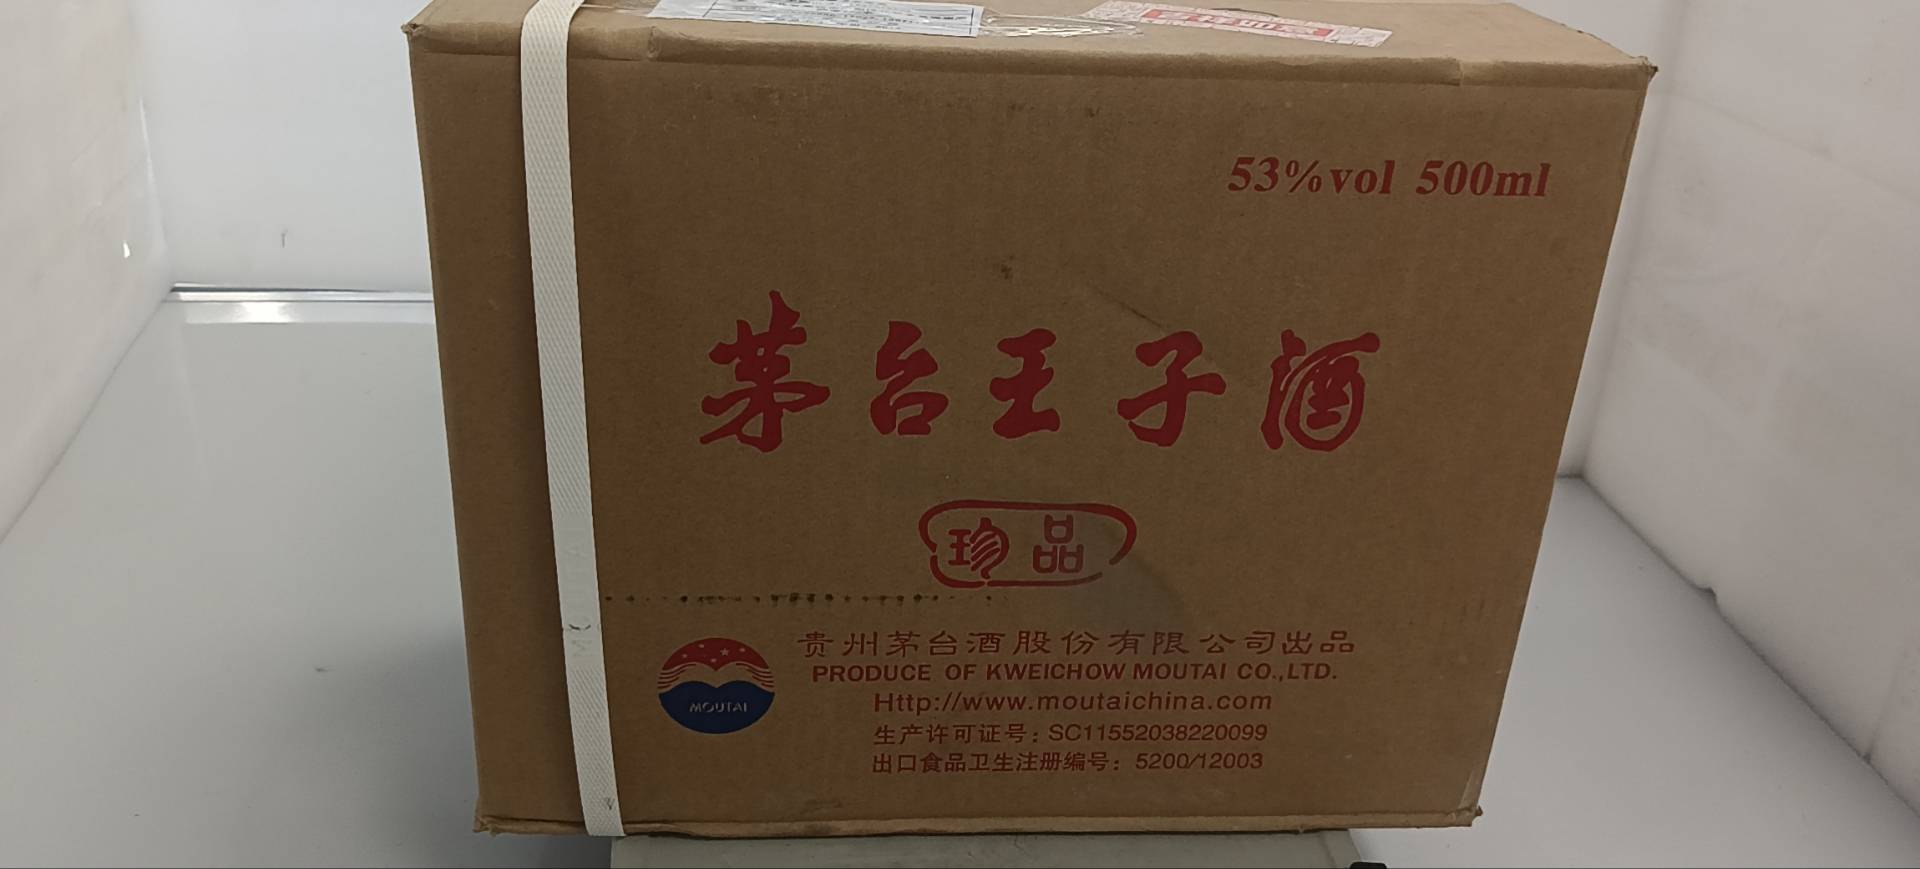 53%vol 500ml
茅台王子酒
珍品
贵州茅台酒股份有限公司出品
PRODUCE OF KWEICHOW MOUTAI CO.,LTD.
Http://www.moutaichina.com
MOUTAI
生产许可证号：SC11552038220099
出口食品卫生注册编号：5200/12003